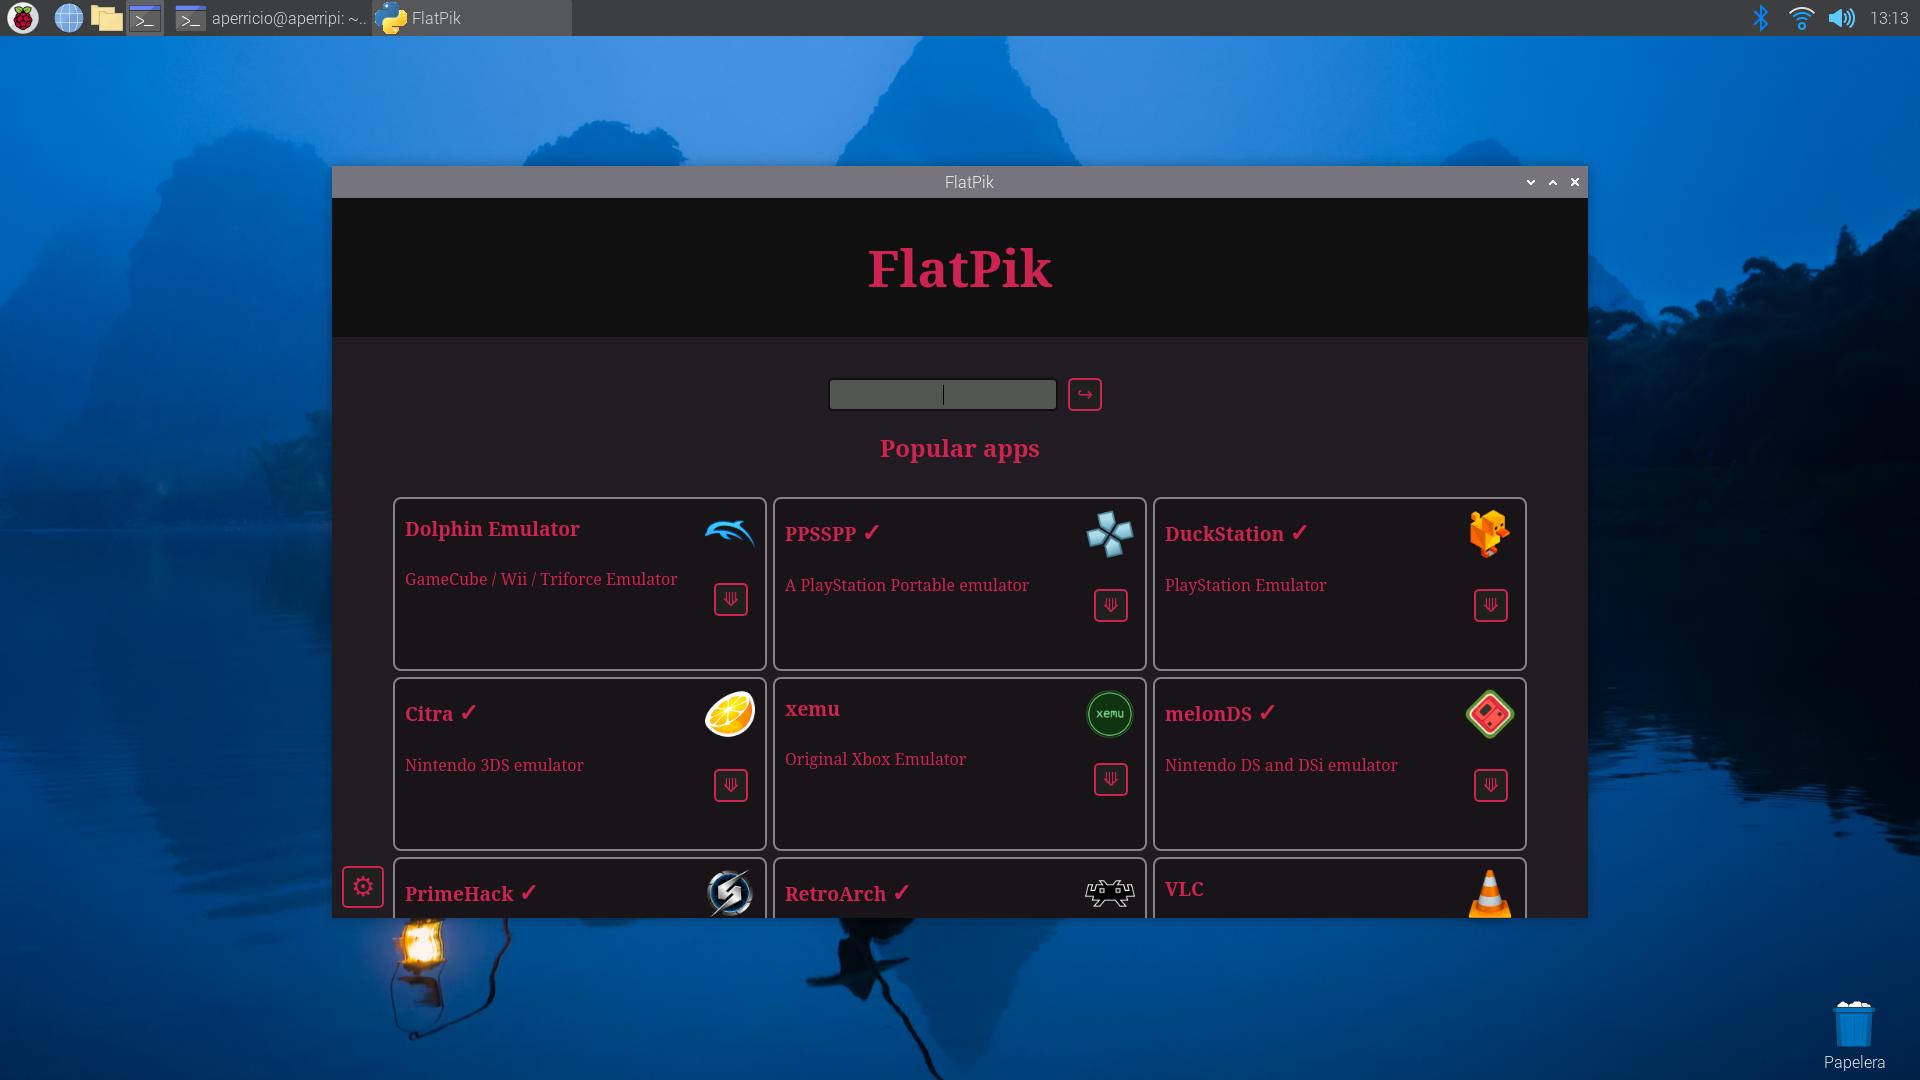 aperricio@aperripi: ~..
FlatPik
13:13
FlatPik
FlatPik
Popular apps
Dolphin Emulator
GameCube / Wii / Triforce Emulator
PPSSPP ✓
A PlayStation Portable emulator
DuckStation ✓
PlayStation Emulator
Citra ✓
Nintendo 3DS emulator
xemu
xemu
Original Xbox Emulator
melonDS ✓
Nintendo DS and DSi emulator
PrimeHack ✓
RetroArch ✓
VLC
Papelera